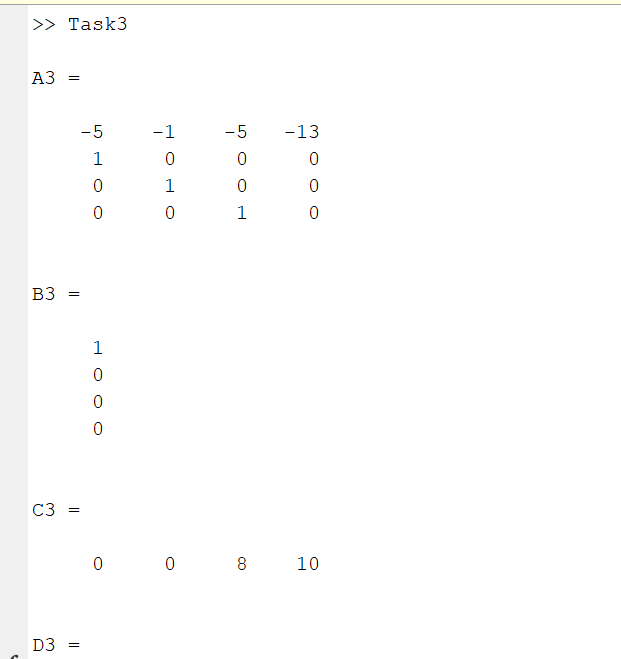 >> Task3
A3 =
-5 -1 -5 -13
1 0 0 0
0 1 0 0
0 0 1 0
B3 =
1
0
0
0
C3 =
0 0 8 10
D3 =